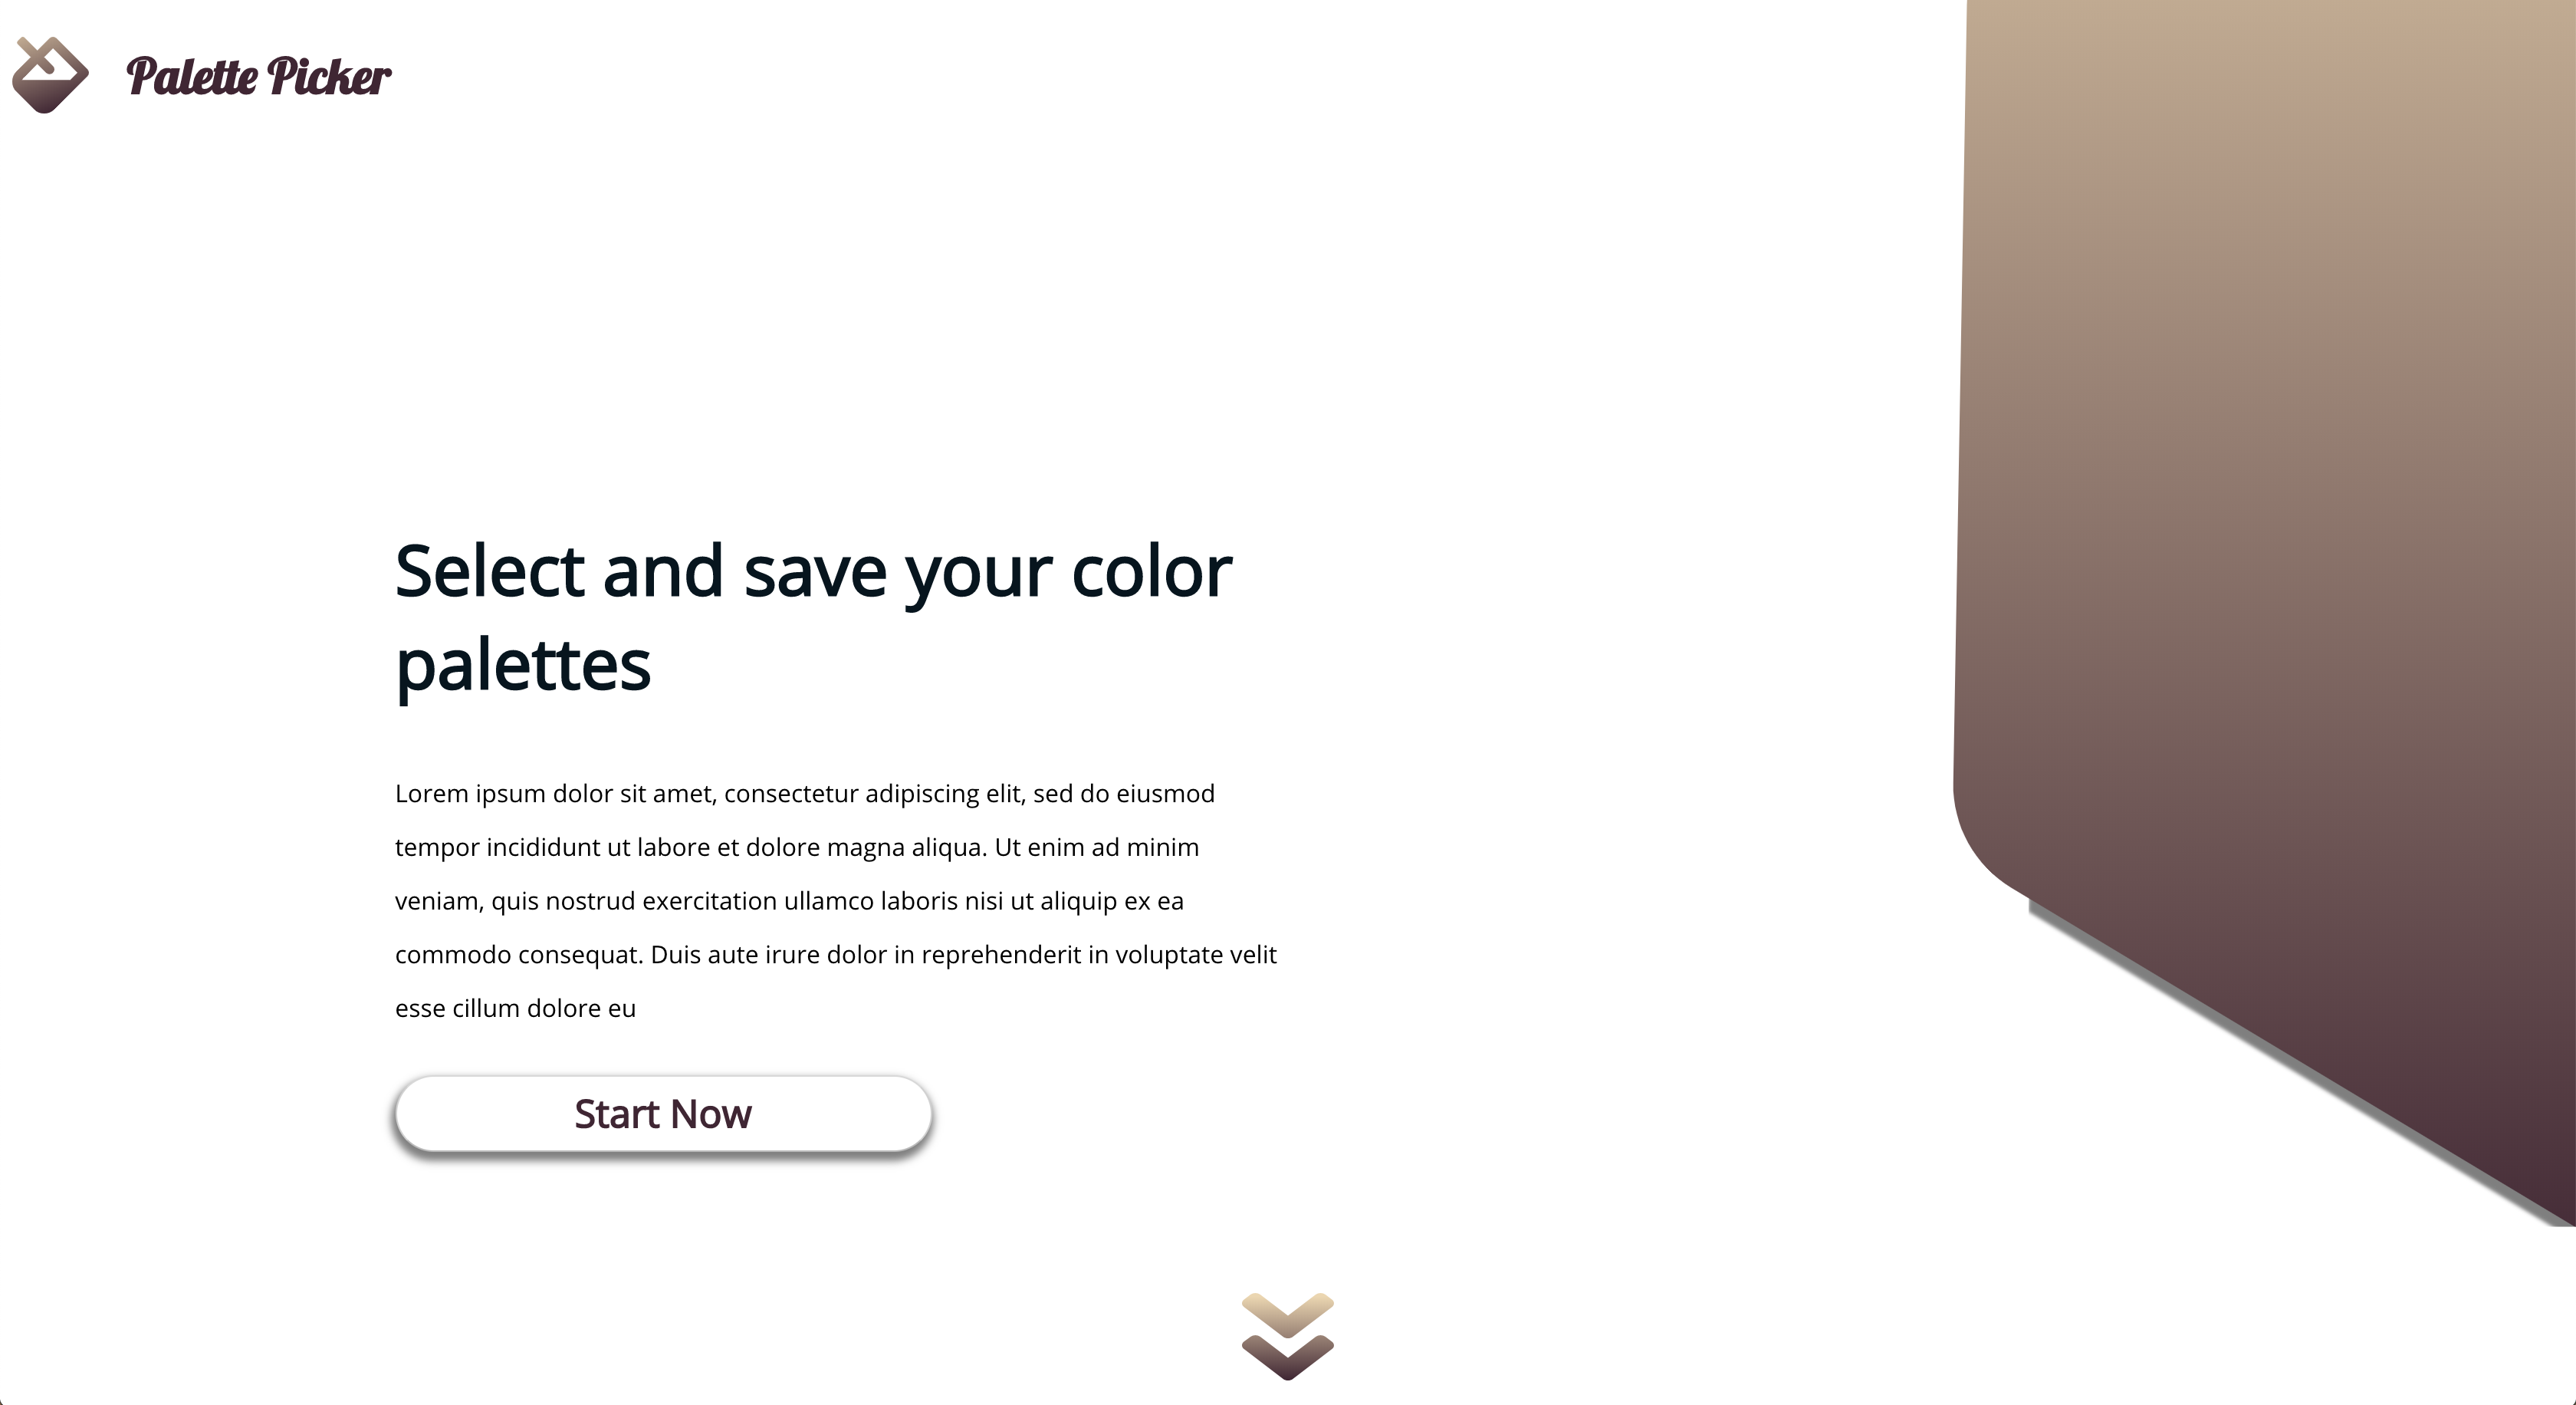 Palette Picker
Select and save your color
palettes
Lorem ipsum dolor sit amet, consectetur adipiscing elit, sed do eiusmod
tempor incididunt ut labore et dolore magna aliqua. Ut enim ad minim
veniam, quis nostrud exercitation ullamco laboris nisi ut aliquip ex ea
commodo consequat. Duis aute irure dolor in reprehenderit in voluptate velit
esse cillum dolore eu
Start Now